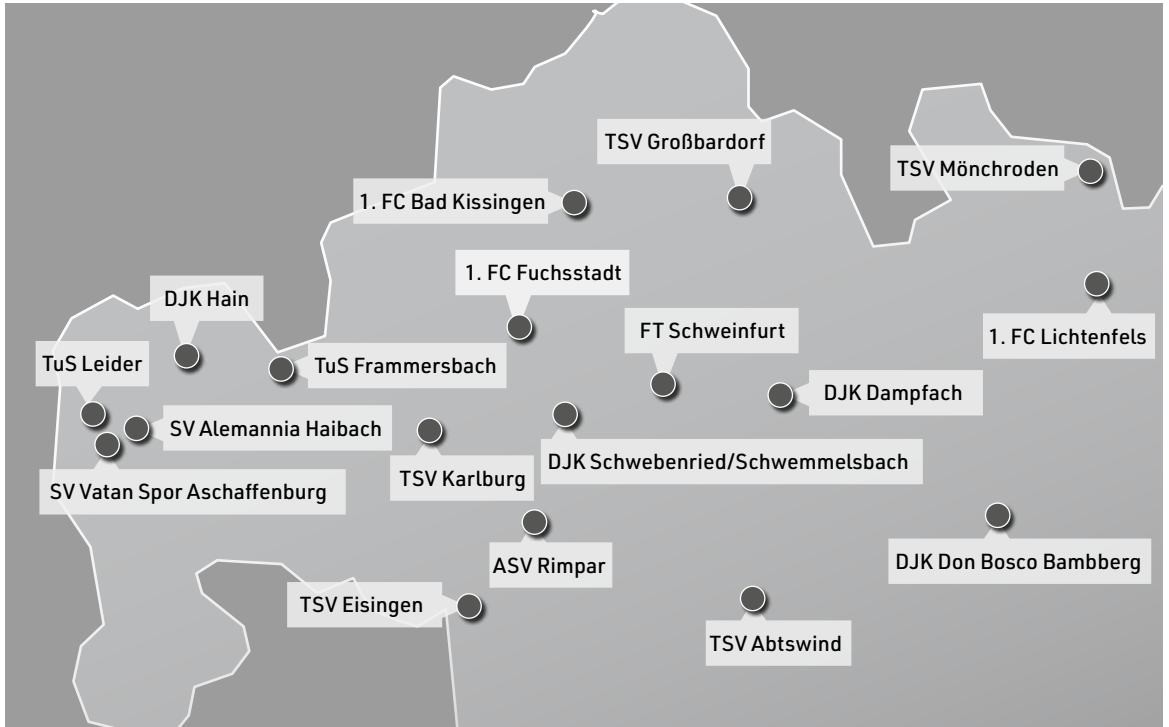 TSV Großbardorf
TSV Mönchroden
1. FC Bad Kissingen
1. FC Fuchsstadt
DJK Hain
FT Schweinfurt
1. FC Lichtenfels
TuS Leider
TuS Frammersbach
DJK Dampfach
SV Alemannia Haibach
DJK Schwebenried/Schwemmelsbach
TSV Karlburg
SV Vatan Spor Aschaffenburg
DJK Don Bosco Bambberg
ASV Rimpar
TSV Eisingen
TSV Abtswind